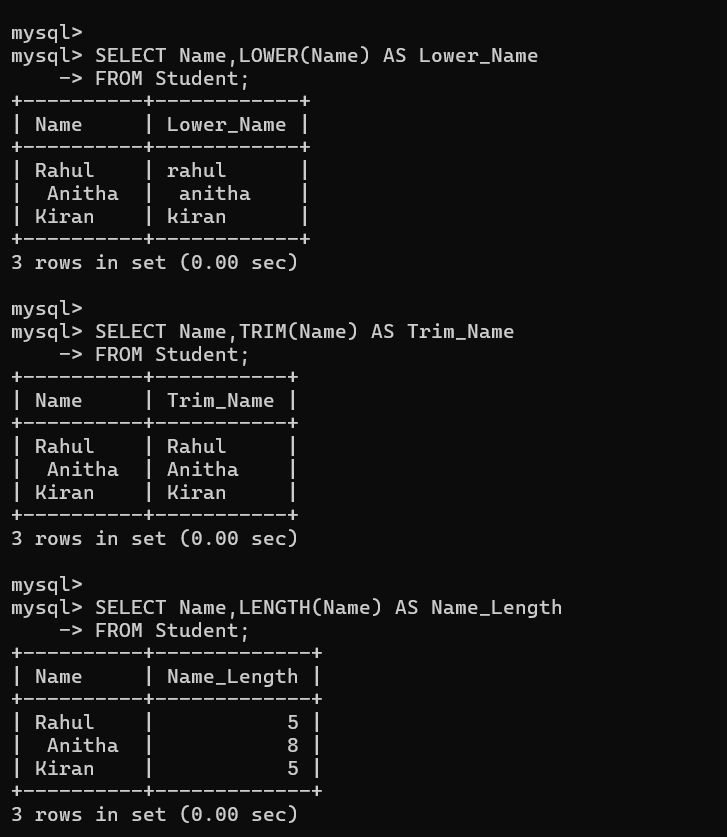 mysql>
mysql> SELECT Name,LOWER(Name) AS Lower_Name
    -> FROM Student;
+----------+------------+
| Name     | Lower_Name |
+----------+------------+
| Rahul    | rahul      |
|  Anitha  |  anitha    |
| Kiran    | kiran      |
+----------+------------+
3 rows in set (0.00 sec)

mysql>
mysql> SELECT Name,TRIM(Name) AS Trim_Name
    -> FROM Student;
+----------+-----------+
| Name     | Trim_Name |
+----------+-----------+
| Rahul    | Rahul     |
|  Anitha  | Anitha    |
| Kiran    | Kiran     |
+----------+-----------+
3 rows in set (0.00 sec)

mysql>
mysql> SELECT Name,LENGTH(Name) AS Name_Length
    -> FROM Student;
+----------+-------------+
| Name     | Name_Length |
+----------+-------------+
| Rahul    |           5 |
|  Anitha  |           8 |
| Kiran    |           5 |
+----------+-------------+
3 rows in set (0.00 sec)